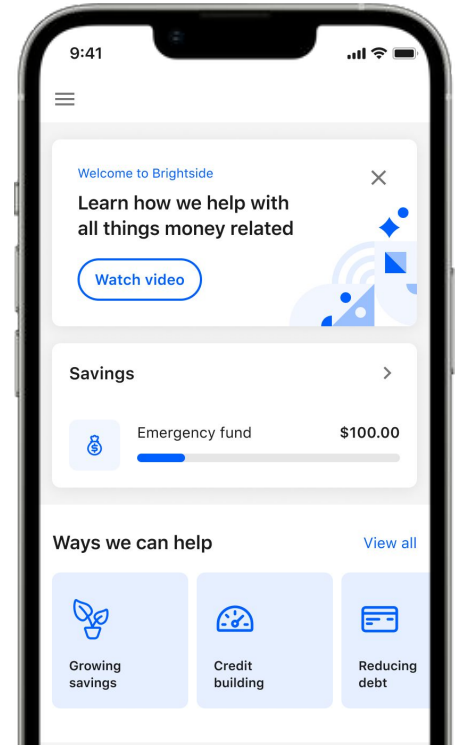 9:41
Welcome to Brightside
Learn how we help with
all things money related
Watch video
Savings
Emergency fund $100.00
Ways we can help View all
Growing
savings
Credit
building
Reducing
debt